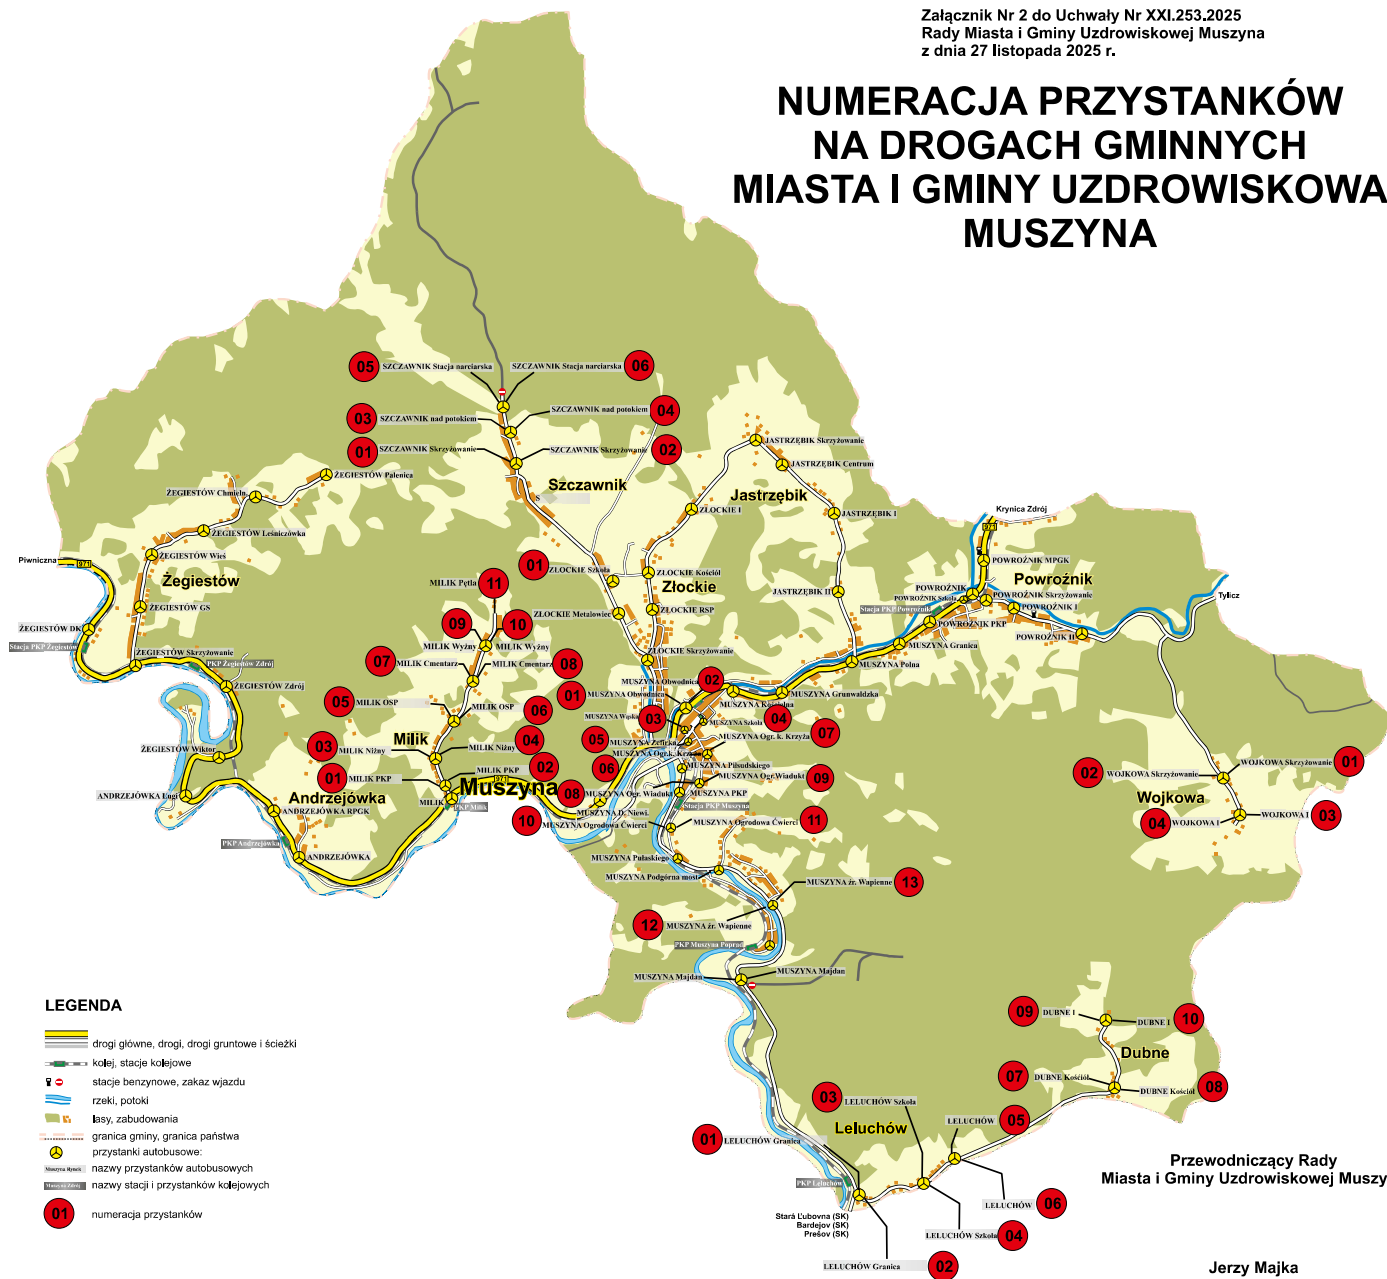 Załącznik Nr 2 do Uchwały Nr XXI.253.2025
Rady Miasta i Gminy Uzdrowiskowej Muszyna
z dnia 27 listopada 2025 r.
NUMERACJA PRZYSTANKÓW
NA DROGACH GMINNYCH
MIASTA I GMINY UZDROWISKOWA
MUSZYNA
05 SZCZAWNIK Stacja narciarska
SZCZAWNIK Stacja narciarska 06
03 SZCZAWNIK nad potokiem
SZCZAWNIK nad potokiem 04
01 SZCZAWNIK Skrzyżowanie
SZCZAWNIK Skrzyżowanie 02
Szczawnik
S
JASTRZĘBIK Skrzyżowanie
JASTRZĘBIK Centrum
Jastrzębik
JASTRZĘBIK I
JASTRZĘBIK II
ZŁOCKIE I
ŻEGIESTÓW Palenica
ŻEGIESTÓW Chmieln.
ŻEGIESTÓW Leśniczówka
ŻEGIESTÓW Wieś
Żegiestów
ŻEGIESTÓW GS
Piwniczna
971
ŻEGIESTÓW DK
Stacja PKP Żegiestów
ŻEGIESTÓW Skrzyżowanie
PKP Żegiestów Zdrój
ŻEGIESTÓW Zdrój
ŻEGIESTÓW Wiktor
ANDRZEJÓWKA Ługi
Andrzejówka
ANDRZEJÓWKA RPGK
PKP Andrzejówka
ANDRZEJÓWKA
01
ZŁOCKIE Szkoła
ZŁOCKIE Kościół
Złockie
ZŁOCKIE Metalowiec
ZŁOCKIE RSP
ZŁOCKIE Skrzyżowanie
MILIK Pętla
11
09
10
MILIK Wyżny
MILIK Wyżny
07
MILIK Cmentarz
MILIK Cmentarz
08
05
MILIK OSP
MILIK OSP
06
Milik
03
MILIK Niżny
MILIK Niżny
04
01
MILIK PKP
MILIK PKP
02
MILIK
PKP Milik
971
Muszyna
Krynica Zdrój
971
POWROŹNIK MPGK
Powroźnik
POWROŹNIK
POWROŹNIK Szkoła
POWROŹNIK Skrzyżowanie
Stacja PKP Powroźnik
POWROŹNIK I
POWROŹNIK PKP
POWROŹNIK II
Tylicz
MUSZYNA Granica
MUSZYNA Polna
MUSZYNA Grunwaldzka
MUSZYNA Obwodnica
02
01
MUSZYNA Obwodnica
MUSZYNA Kościelna
MUSZYNA Wąska
03
MUSZYNA Szkoła
04
05
MUSZYNA Zefirka
MUSZYNA Ogr. k. Krzyża
07
MUSZYNA Ogr.k. Krzyża
06
MUSZYNA Piłsudskiego
MUSZYNA Ogr.Wiadukt
09
08
MUSZYNA Ogr. Wiadukt
MUSZYNA PKP
Stacja PKP Muszyna
MUSZYNA D. Niewi.
10
MUSZYNA Ogrodowa Ćwierci
MUSZYNA Ogrodowa Ćwierci
11
MUSZYNA Pułaskiego
MUSZYNA Podgórna most
MUSZYNA źr. Wapienne
13
12
MUSZYNA źr. Wapienne
PKP Muszyna Poprad
MUSZYNA Majdan
MUSZYNA Majdan
02
WOJKOWA Skrzyżowanie
WOJKOWA Skrzyżowanie
01
Wojkowa
04
WOJKOWA I
WOJKOWA I
03
09
DUBNE I
DUBNE I
10
Dubne
07
DUBNE Kościół
DUBNE Kościół
08
03
LELUCHÓW Szkoła
Leluchów
LELUCHÓW
05
01
LELUCHÓW Granica
PKP Leluchów
LELUCHÓW
06
LELUCHÓW Szkoła
04
LELUCHÓW Granica
02
Stará Ľubovna (SK)
Bardejov (SK)
Prešov (SK)
LEGENDA
drogi główne, drogi, drogi gruntowe i ścieżki
kolej, stacje kolejowe
stacje benzynowe, zakaz wjazdu
rzeki, potoki
lasy, zabudowania
granica gminy, granica państwa
przystanki autobusowe:
Muszyna Rynek nazwy przystanków autobusowych
Muszyna Zdrój nazwy stacji i przystanków kolejowych
01 numeracja przystanków
Przewodniczący Rady
Miasta i Gminy Uzdrowiskowej Muszy
Jerzy Majka